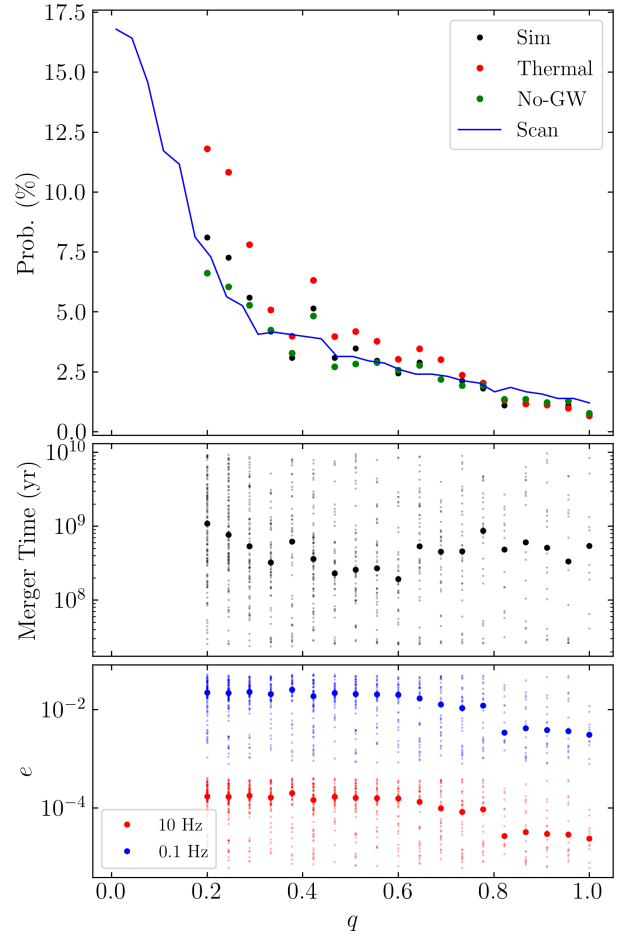 17.5
15.0
12.5
10.0
7.5
5.0
2.5
0.0
Prob. (%)
Sim
Thermal
No-GW
Scan
10^10
10^9
10^8
Merger Time (yr)
10^−2
10^−4
e
10 Hz
0.1 Hz
0.0 0.2 0.4 0.6 0.8 1.0
q